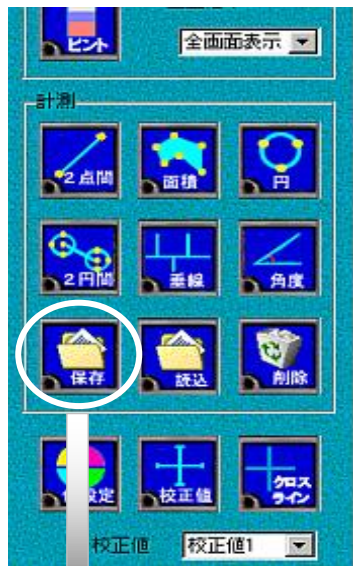 ピント
全画面表示
計測
2点間
面積
円
2円間
垂線
角度
保存
読込
削除
設定
校正値
クロス
ライン
校正値
校正値1